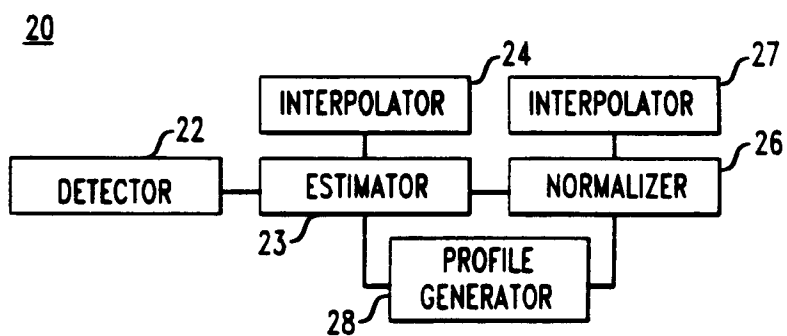 20
24
27
INTERPOLATOR
INTERPOLATOR
22
26
DETECTOR
ESTIMATOR
NORMALIZER
23
PROFILE
GENERATOR
28